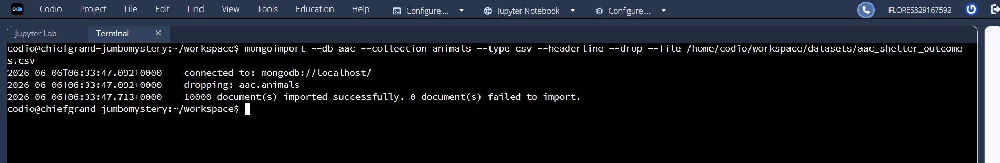 Codio Project File Edit Find View Tools Education Help Configure.... Jupyter Notebook Configure.... IFLORES329167592
Jupyter Lab Terminal ×
codio@chiefgrand-jumbomystery:~/workspace$ mongoimport --db aac --collection animals --type csv --headerline --drop --file /home/codio/workspace/datasets/aac_shelter_outcome
s.csv
2026-06-06T06:33:47.092+0000    connected to: mongodb://localhost/
2026-06-06T06:33:47.092+0000    dropping: aac.animals
2026-06-06T06:33:47.713+0000    10000 document(s) imported successfully. 0 document(s) failed to import.
codio@chiefgrand-jumbomystery:~/workspace$